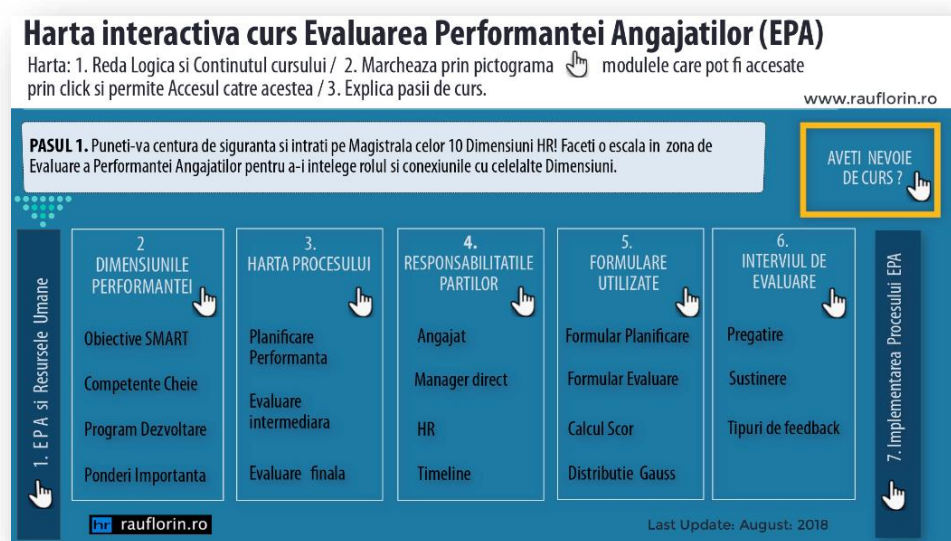 Harta interactiva curs Evaluarea Performantei Angajatilor (EPA)
Harta: 1. Reda Logica si Continutul cursului / 2. Marcheaza prin pictograma modulele care pot fi accesate
prin click si permite Accesul catre acestea / 3. Explica pasii de curs.
www.rauflorin.ro
PASUL 1. Puneti-va centura de siguranta si intrati pe Magistrala celor 10 Dimensiuni HR! Faceti o escala in zona de
Evaluare a Performantei Angajatilor pentru a-i intelege rolul si conexiunile cu celelalte Dimensiuni.
AVETI NEVOIE
DE CURS ?
1. E P A si Resursele Umane
2
DIMENSIUNILE
PERFORMANTEI
Obiective SMART
Competente Cheie
Program Dezvoltare
Ponderi Importanta
3.
HARTA PROCESULUI
Planificare
Performanta
Evaluare
intermediara
Evaluare finala
4.
RESPONSABILITATILE
PARTILOR
Angajat
Manager direct
HR
Timeline
5.
FORMULARE
UTILIZATE
Formular Planificare
Formular Evaluare
Calcul Scor
Distributie Gauss
6.
INTERVIUL DE
EVALUARE
Pregatire
Sustinere
Tipuri de feedback
7. Implementarea Procesului EPA
hr rauflorin.ro
Last Update: August: 2018